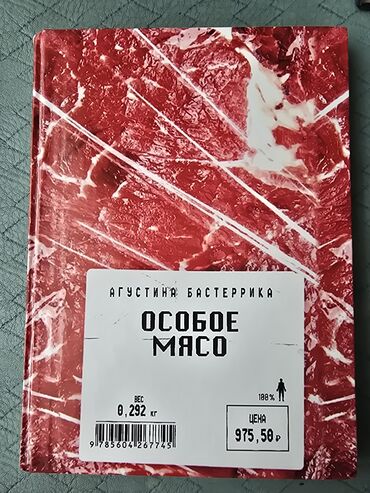 АГУСТИНА БАСТЕРРИКА
ОСОБОЕ
МЯСО
ВЕС
0,292 кг
100%
ЦЕНА
975,50₽
9 785604 267745